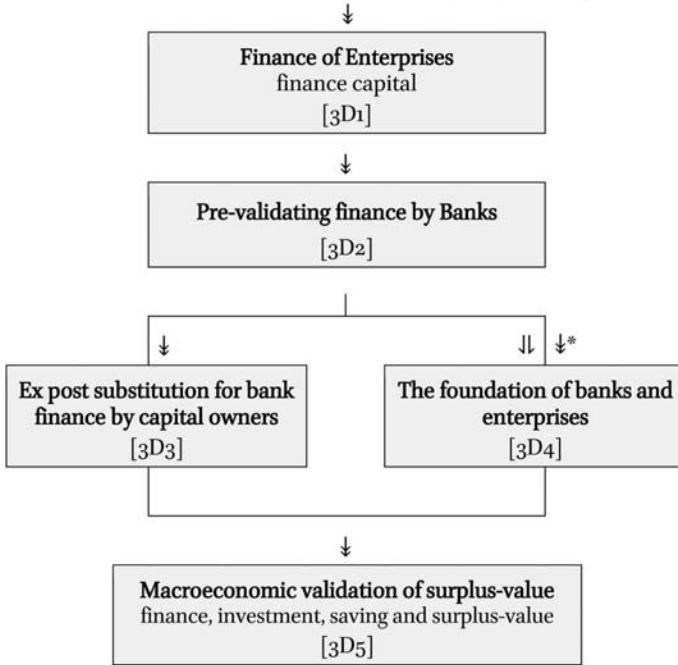 ↡
Finance of Enterprises
finance capital
[3D1]
↡
Pre-validating finance by Banks
[3D2]
↡
⇊ ↡*
Ex post substitution for bank
finance by capital owners
[3D3]
The foundation of banks and
enterprises
[3D4]
↡
Macroeconomic validation of surplus-value
finance, investment, saving and surplus-value
[3D5]